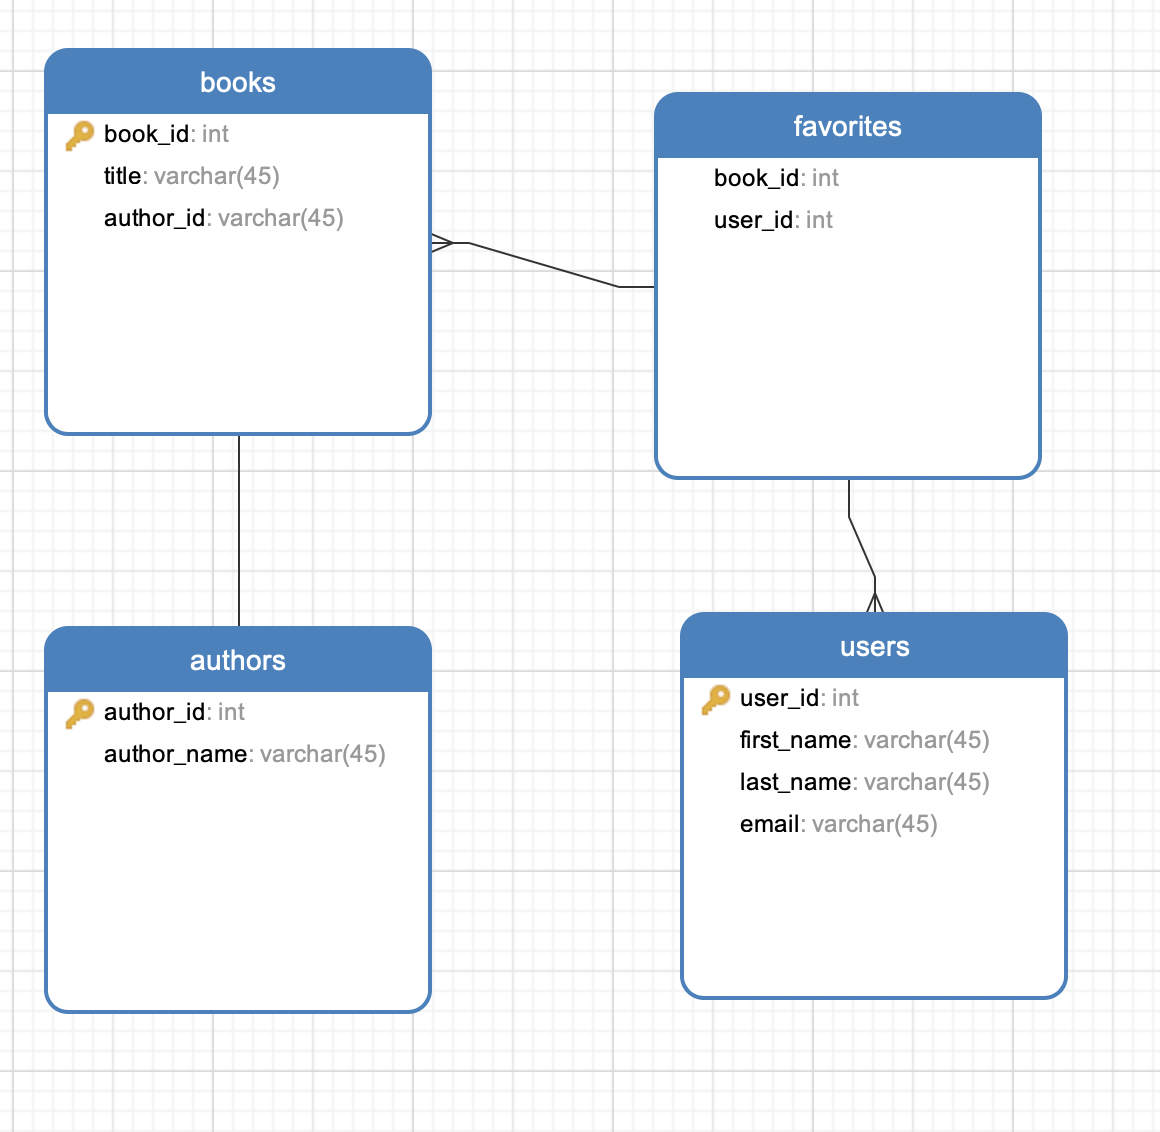 books
book_id: int
title: varchar(45)
author_id: varchar(45)
favorites
book_id: int
user_id: int
authors
author_id: int
author_name: varchar(45)
users
user_id: int
first_name: varchar(45)
last_name: varchar(45)
email: varchar(45)